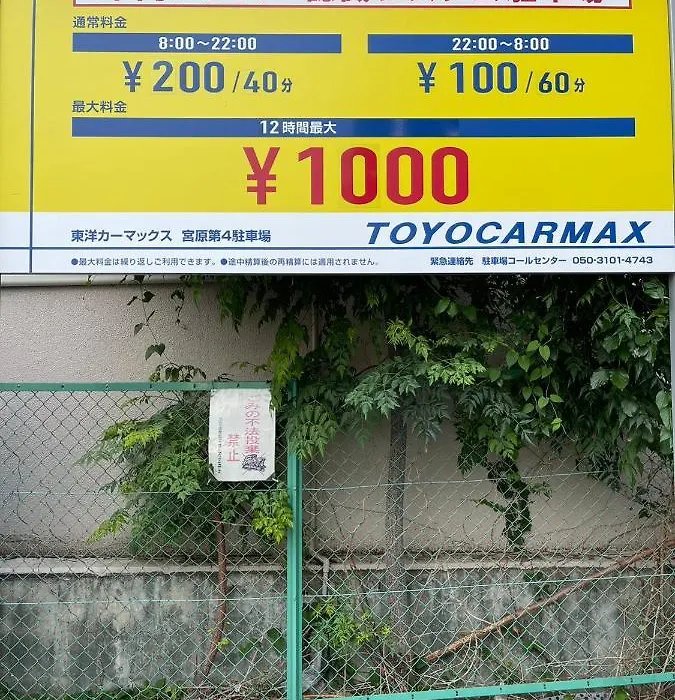 通常料金
8:00～22:00
22:00～8:00
¥200/40分
¥100/60分
最大料金
12時間最大
¥1000
東洋カーマックス 宮原第4駐車場
TOYOCARMAX
●最大料金は繰り返しご利用できます。●途中精算後の再精算には適用されません。
緊急連絡先 駐車場コールセンター 050-3101-4743
ごみの不法投棄
禁止